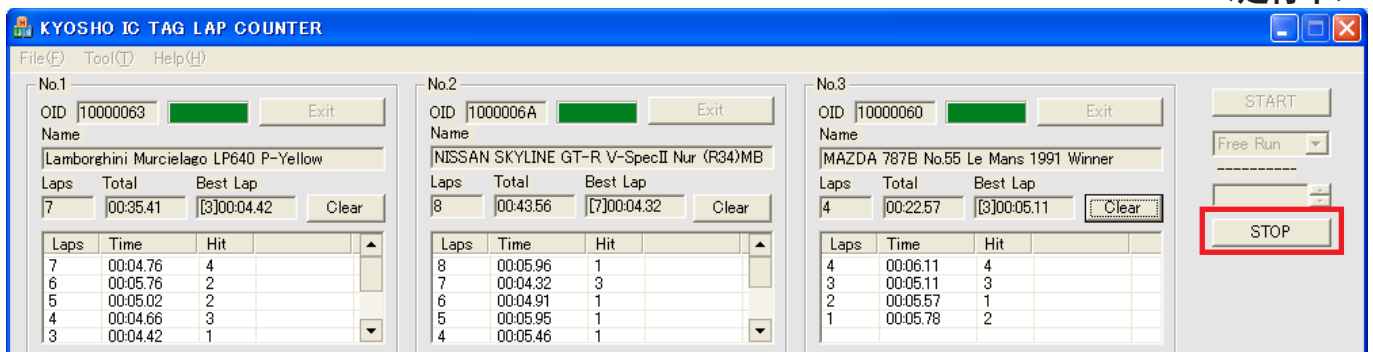 KYOSHO IC TAG LAP COUNTER
File(F) Tool(T) Help(H)
No.1
OID 10000063 Exit
Name
Lamborghini Murcielago LP640 P-Yellow
Laps Total Best Lap
7 00:35.41 [3]00:04.42 Clear
Laps Time Hit
7 00:04.76 4
6 00:05.76 2
5 00:05.02 2
4 00:04.66 3
3 00:04.42 1
No.2
OID 1000006A Exit
Name
NISSAN SKYLINE GT-R V-SpecII Nur (R34)MB
Laps Total Best Lap
8 00:43.56 [7]00:04.32 Clear
Laps Time Hit
8 00:05.96 1
7 00:04.32 3
6 00:04.91 1
5 00:05.95 1
4 00:05.46 1
No.3
OID 10000060 Exit
Name
MAZDA 787B No.55 Le Mans 1991 Winner
Laps Total Best Lap
4 00:22.57 [3]00:05.11 Clear
Laps Time Hit
4 00:06.11 4
3 00:05.11 3
2 00:05.57 1
1 00:05.78 2
START
Free Run
----------
STOP